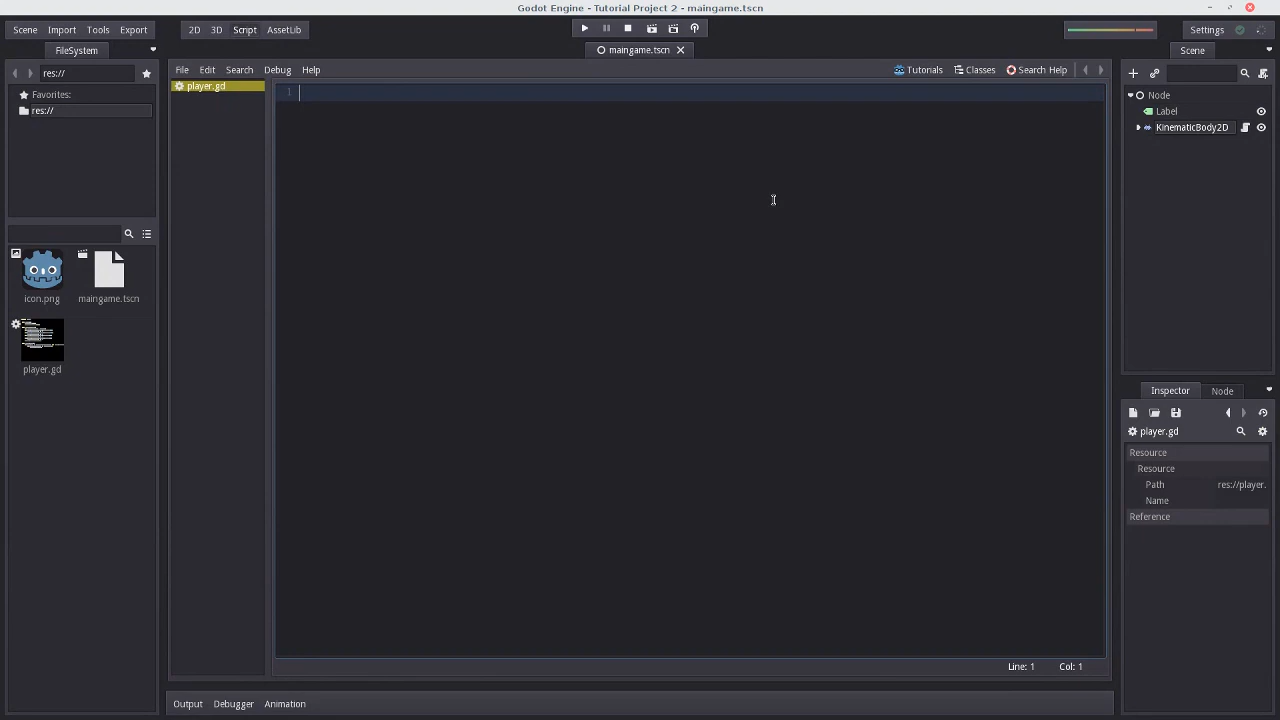 Godot Engine - Tutorial Project 2 - maingame.tscn
Scene Import Tools Export 2D 3D Script AssetLib Settings
FileSystem maingame.tscn Scene
res:// File Edit Search Debug Help Tutorials Classes Search Help
player.gd 1
Favorites:
res://
Node
Label
KinematicBody2D
icon.png maingame.tscn
player.gd
Inspector Node
player.gd
Resource
Resource
Path res://player.
Name
Reference
Line: 1 Col: 1
Output Debugger Animation